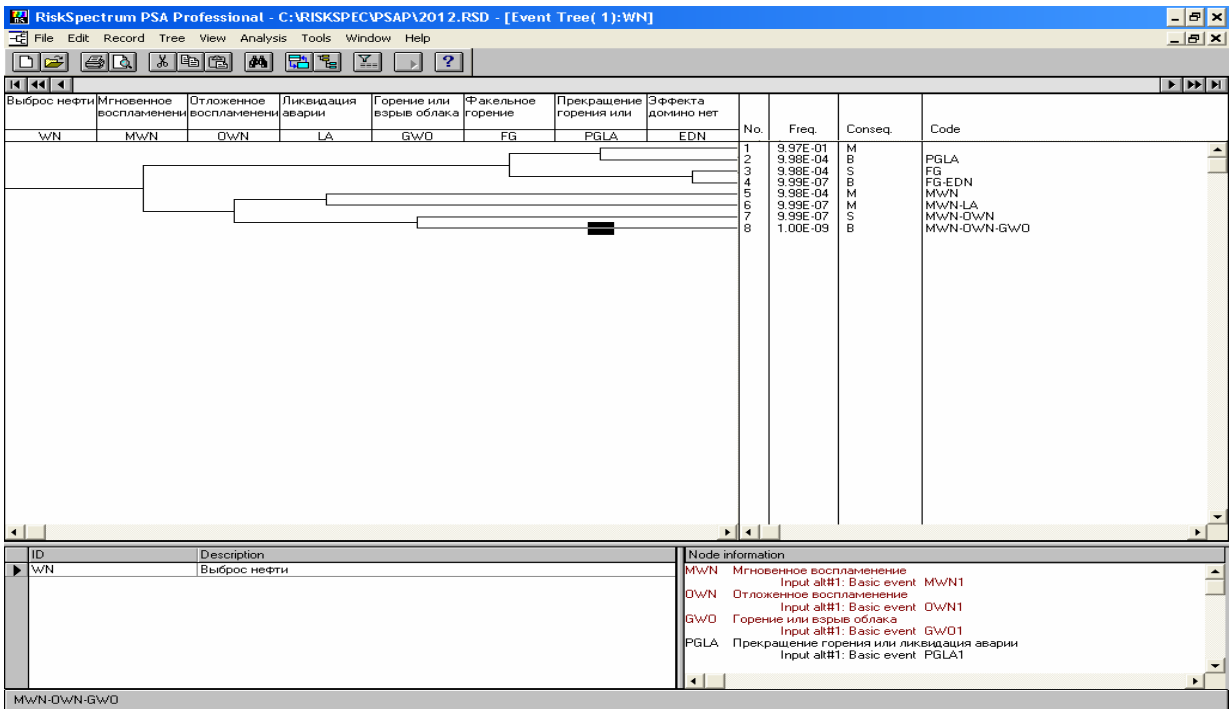 RiskSpectrum PSA Professional - C:\RISKSPEC\PSAP\2012.RSD - [Event Tree( 1):WN]
File Edit Record Tree View Analysis Tools Window Help
Выброс нефти Мгновенное воспламенени Отложенное воспламенени Ликвидация аварии Горение или взрыв облака Факельное горение Прекращение горения или Эффекта домино нет
WN MWN OWN LA GWO FG PGLA EDN No. Freq. Conseq. Code
1 9.97E-01 M
2 9.98E-04 B PGLA
3 9.98E-04 S FG
4 9.99E-07 B FG-EDN
5 9.98E-04 M MWN
6 9.99E-07 M MWN-LA
7 9.99E-07 S MWN-OWN
8 1.00E-09 B MWN-OWN-GWO
ID Description
WN Выброс нефти
Node information
MWN Мгновенное воспламенение
Input alt#1: Basic event MWN1
OWN Отложенное воспламенение
Input alt#1: Basic event OWN1
GWO Горение или взрыв облака
Input alt#1: Basic event GWO1
PGLA Прекращение горения или ликвидация аварии
Input alt#1: Basic event PGLA1
MWN-OWN-GWO